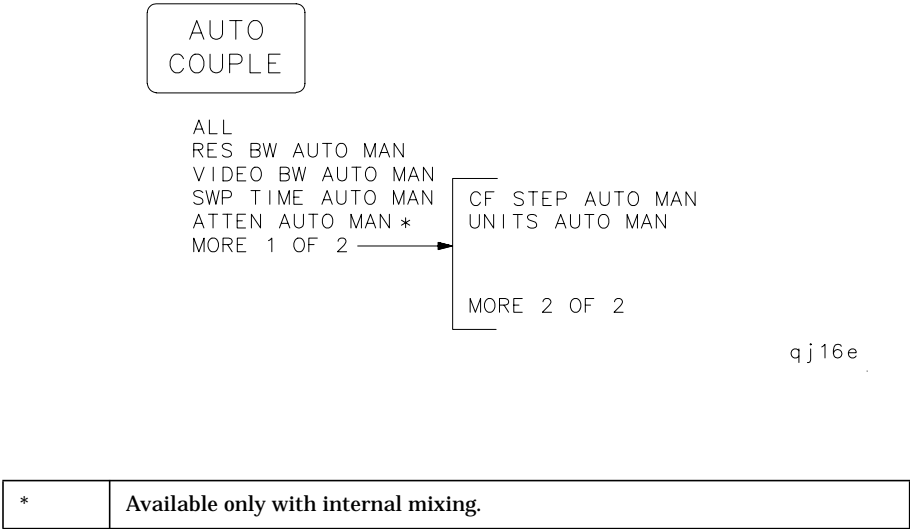 AUTO
COUPLE
ALL
RES BW AUTO MAN
VIDEO BW AUTO MAN
SWP TIME AUTO MAN
ATTEN AUTO MAN *
MORE 1 OF 2
CF STEP AUTO MAN
UNITS AUTO MAN
MORE 2 OF 2
qj16e
* Available only with internal mixing.